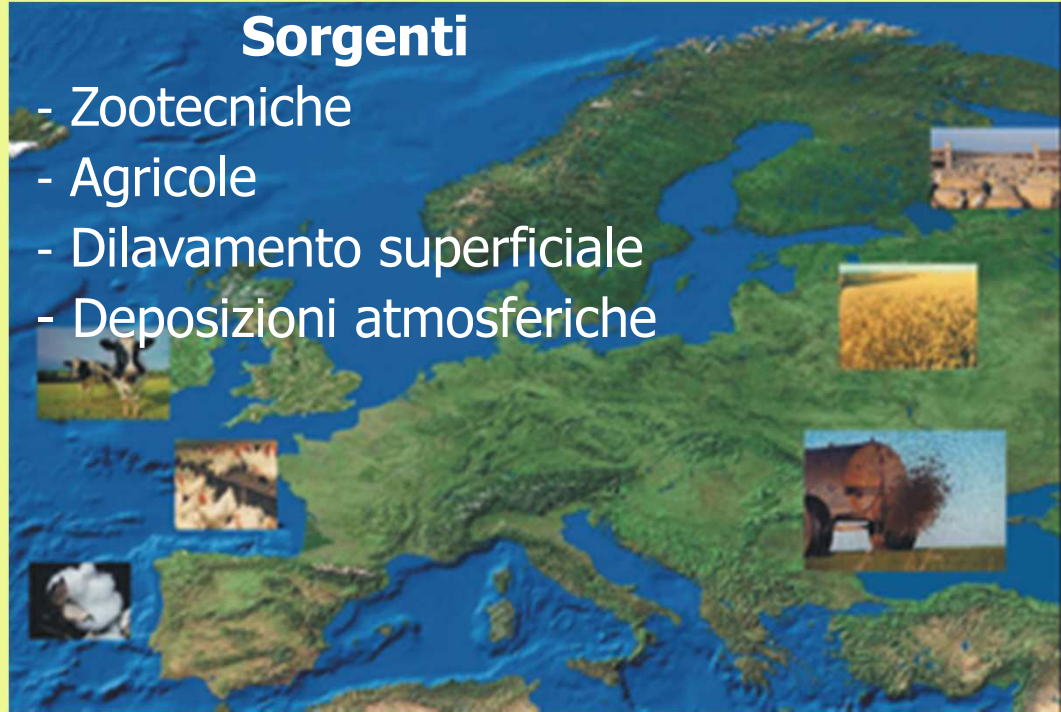 Sorgenti
- Zootecniche
- Agricole
- Dilavamento superficiale
- Deposizioni atmosferiche